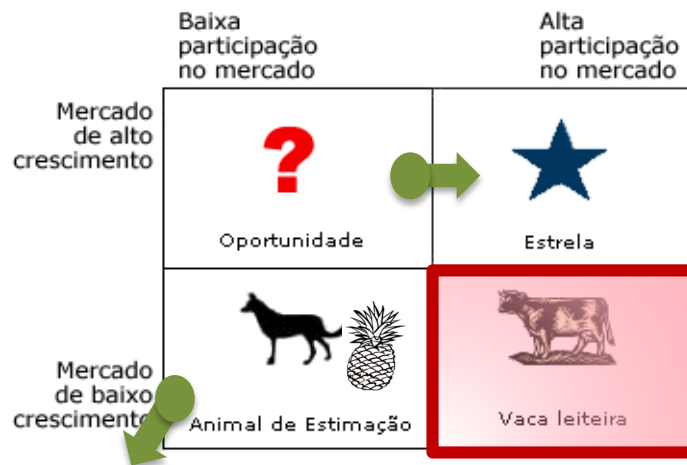 Baixa
participação
no mercado
Alta
participação
no mercado
Mercado
de alto
crescimento
?
Oportunidade
Estrela
Mercado
de baixo
crescimento
Animal de Estimação
Vaca leiteira